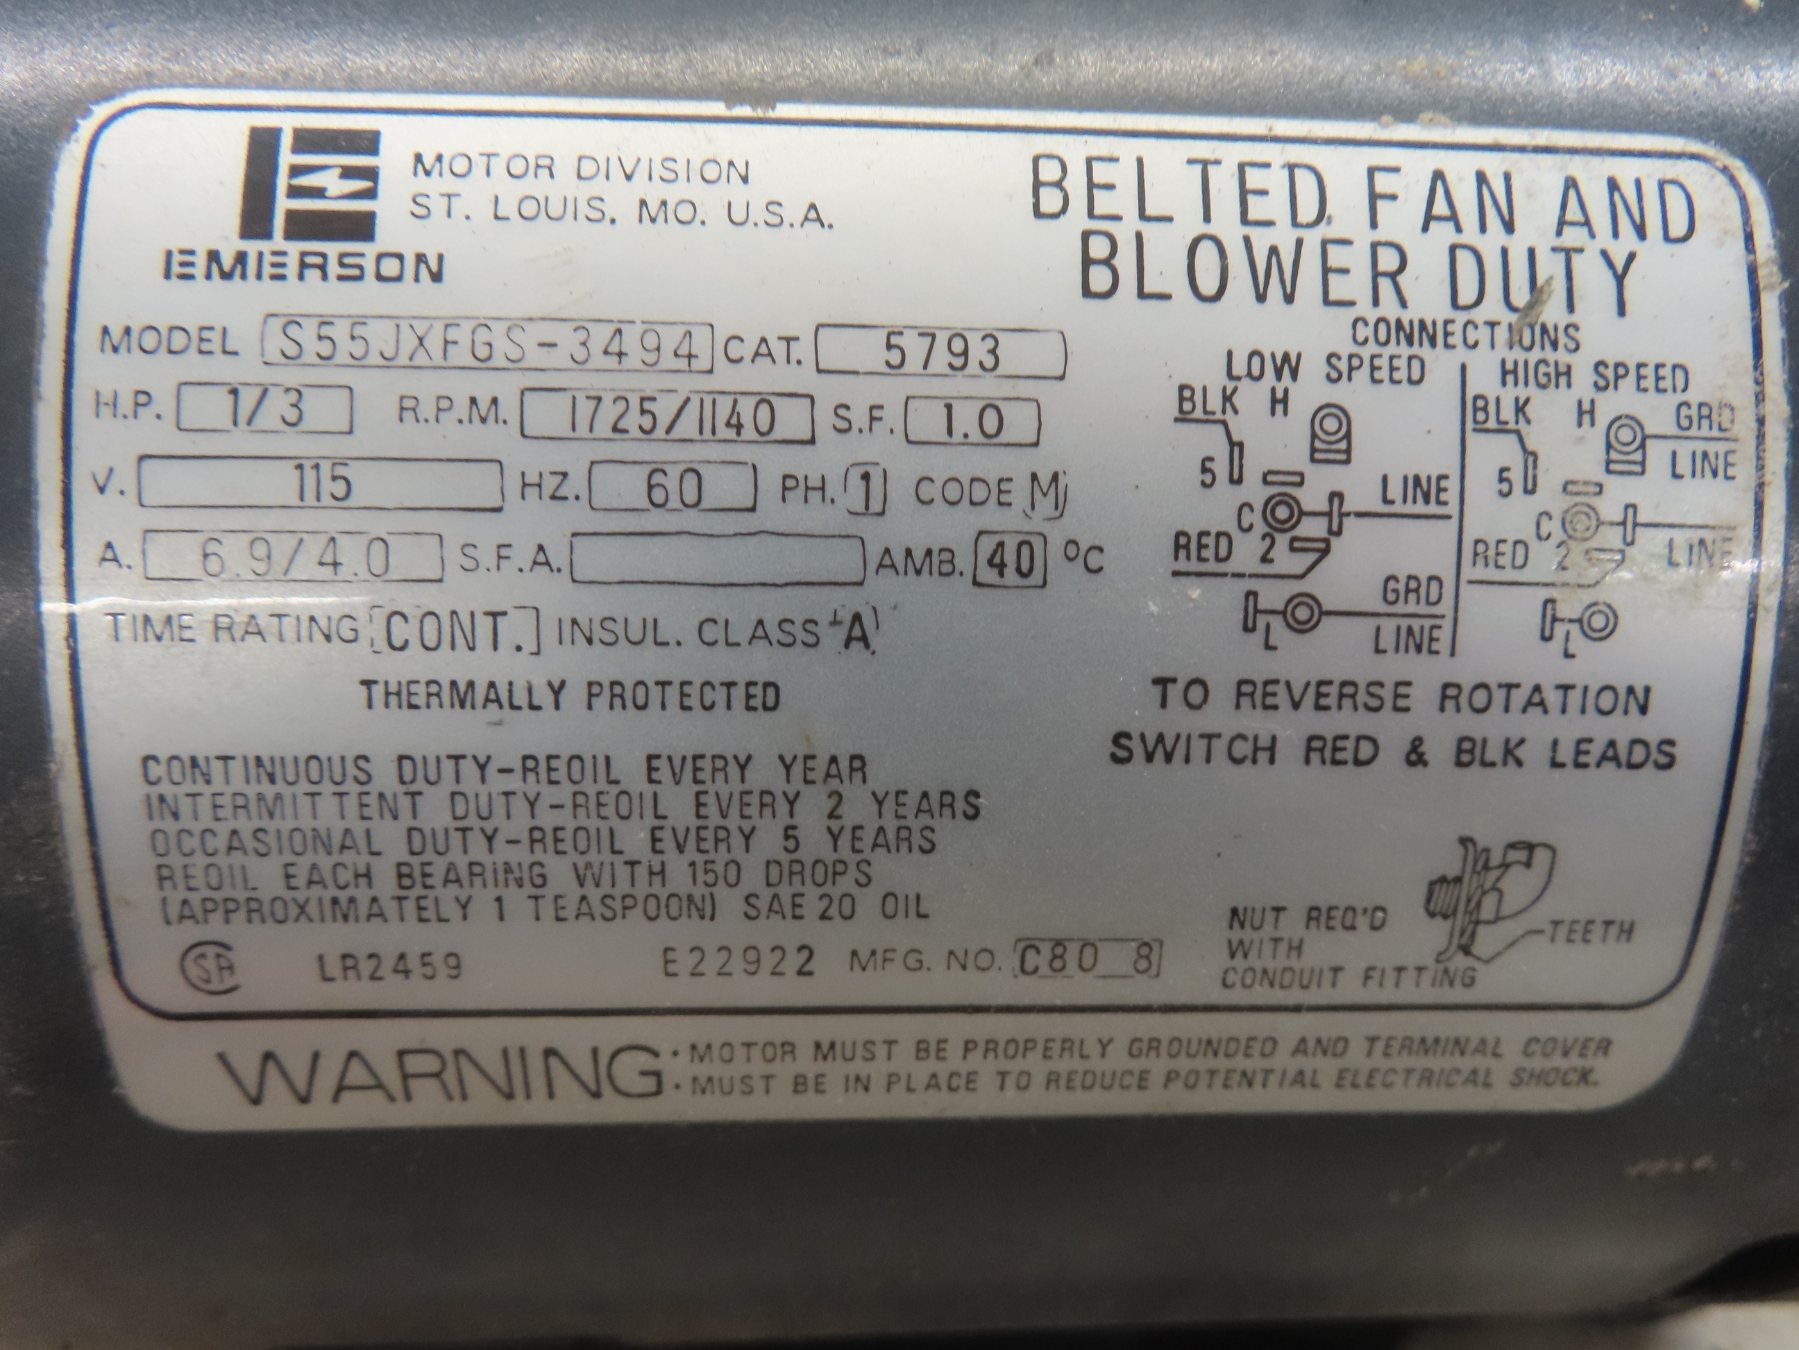 EMERSON
MOTOR DIVISION
ST. LOUIS, MO. U.S.A.
BELTED FAN AND
BLOWER DUTY
MODEL S55JXFGS-3494 CAT. 5793
H.P. 1/3 R.P.M. 1725/1140 S.F. 1.0
V. 115 HZ. 60 PH. 1 CODE M
A. 6.9/4.0 S.F.A. AMB. 40 °C
TIME RATING CONT. INSUL. CLASS A
THERMALLY PROTECTED
CONNECTIONS
LOW SPEED
BLK H
5
C LINE
RED 2
GRD
L LINE
HIGH SPEED
BLK H GRD
5 LINE
C
RED 2 LINE
L
TO REVERSE ROTATION
SWITCH RED & BLK LEADS
CONTINUOUS DUTY-REOIL EVERY YEAR
INTERMITTENT DUTY-REOIL EVERY 2 YEARS
OCCASIONAL DUTY-REOIL EVERY 5 YEARS
REOIL EACH BEARING WITH 150 DROPS
(APPROXIMATELY 1 TEASPOON) SAE 20 OIL
SA LR2459 E22922 MFG. NO. C80 8
NUT REQ'D
WITH
CONDUIT FITTING
TEETH
WARNING: · MOTOR MUST BE PROPERLY GROUNDED AND TERMINAL COVER
· MUST BE IN PLACE TO REDUCE POTENTIAL ELECTRICAL SHOCK.